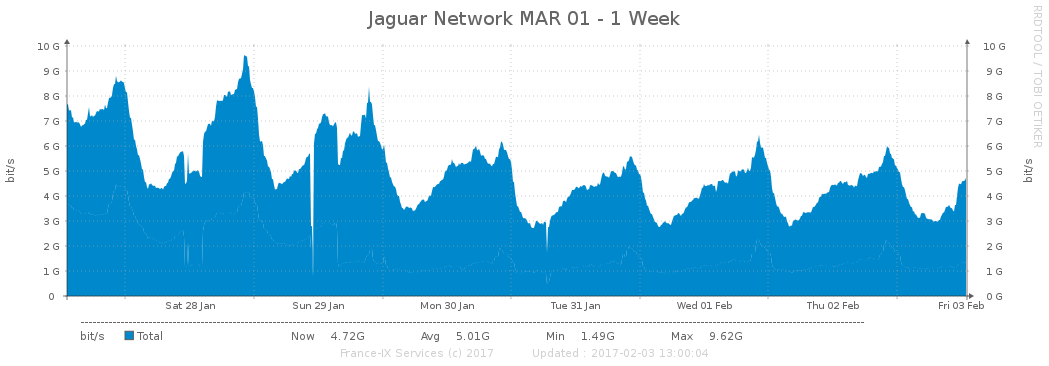 Jaguar Network MAR 01 - 1 Week
RRDTOOL / TOBI OETIKER
bit/s
10 G 10 G
9 G 9 G
8 G 8 G
7 G 7 G
6 G 6 G
5 G 5 G
4 G 4 G
3 G 3 G
2 G 2 G
1 G 1 G
0 0 G
bit/s
Sat 28 Jan Sun 29 Jan Mon 30 Jan Tue 31 Jan Wed 01 Feb Thu 02 Feb Fri 03 Feb
bit/s Total Now 4.72G Avg 5.01G Min 1.49G Max 9.62G
France-IX Services (c) 2017 Updated : 2017-02-03 13:00:04